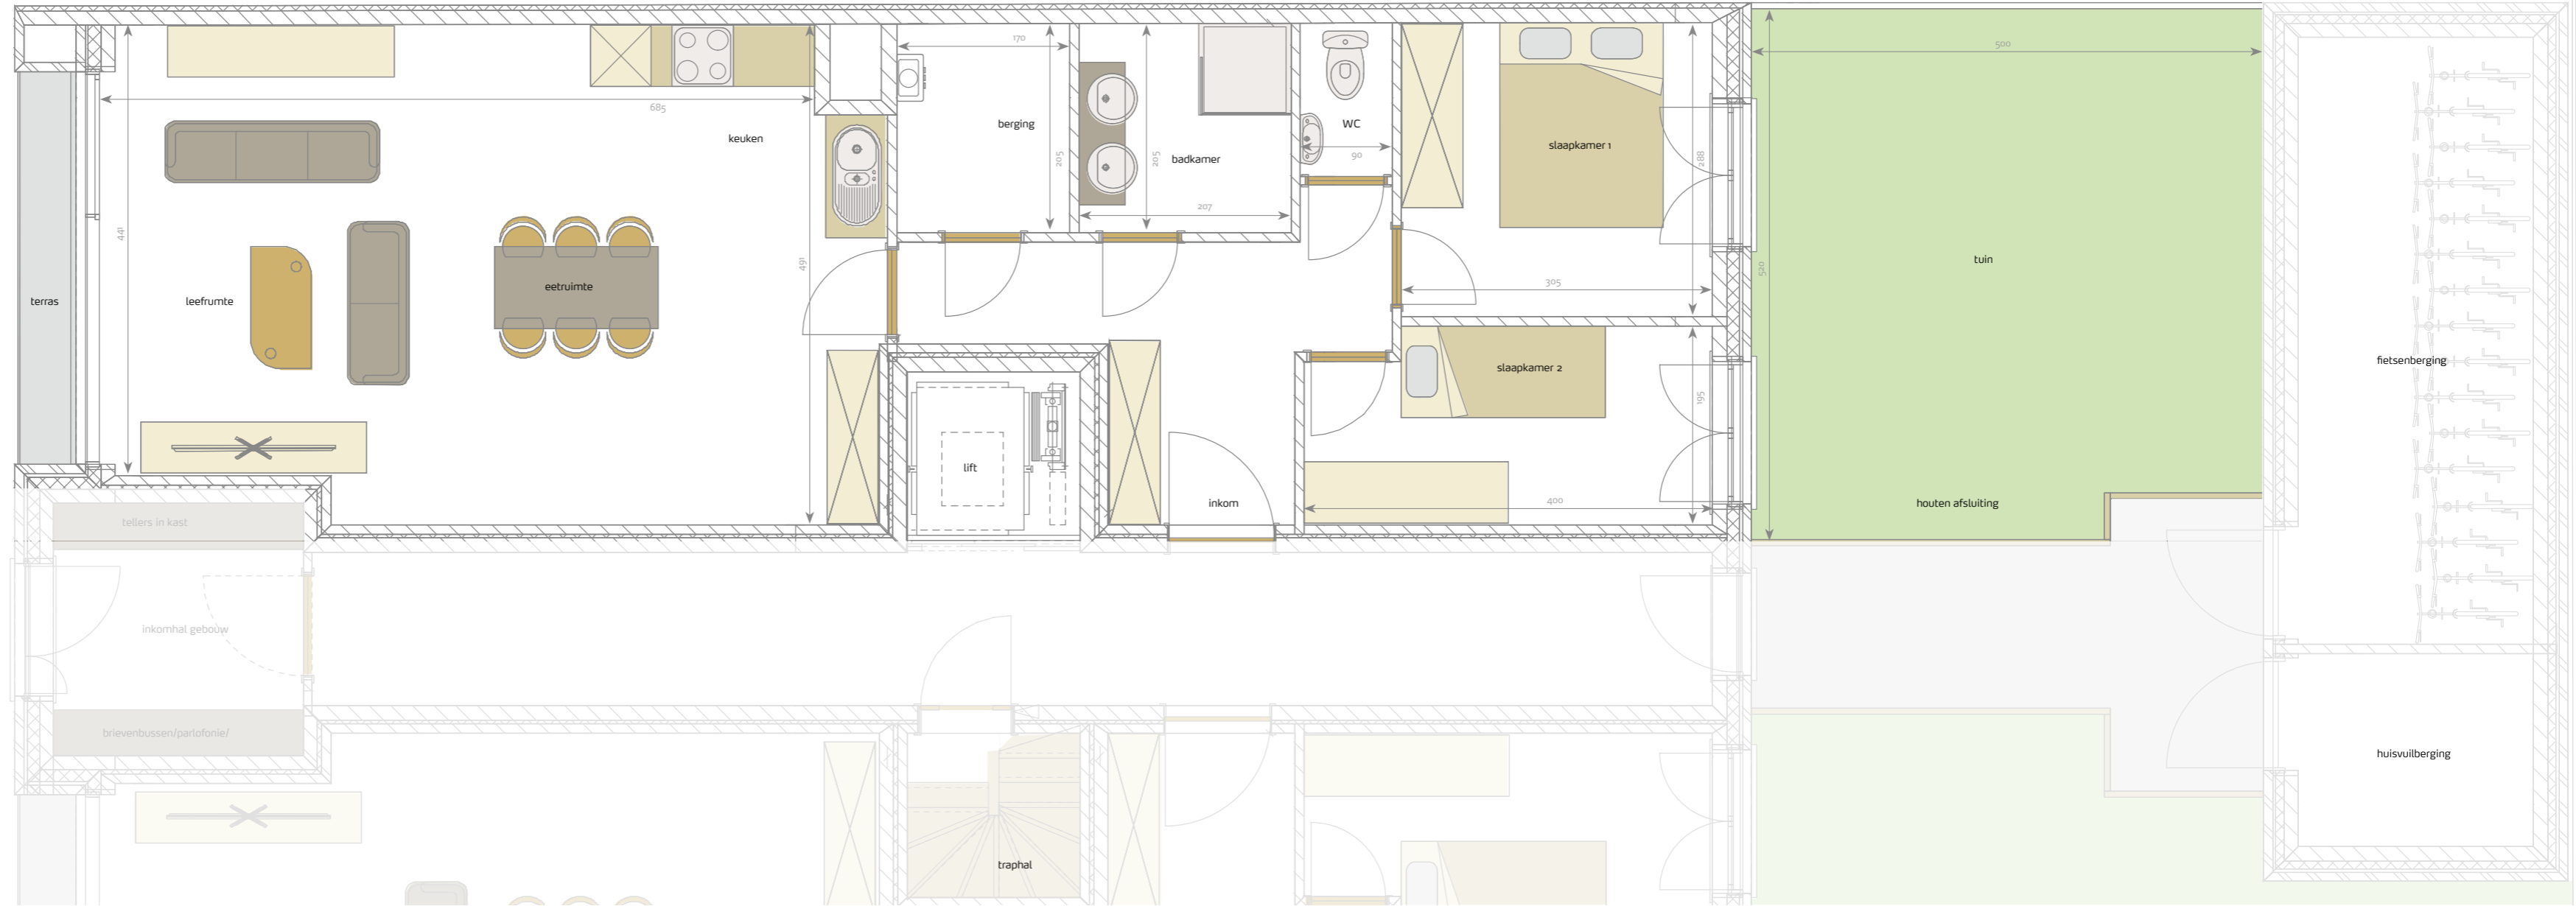 170
500
685
keuken
berging
205
205
badkamer
207
WC
90
slaapkamer 1
288
305
520
tuin
441
491
terras
leefrumte
eetruimte
slaapkamer 2
195
400
fietsenberging
lift
inkom
houten afsluiting
tellers in kast
inkomhal gebouw
brievenbussen/parlofonie/
huisvuilberging
traphal